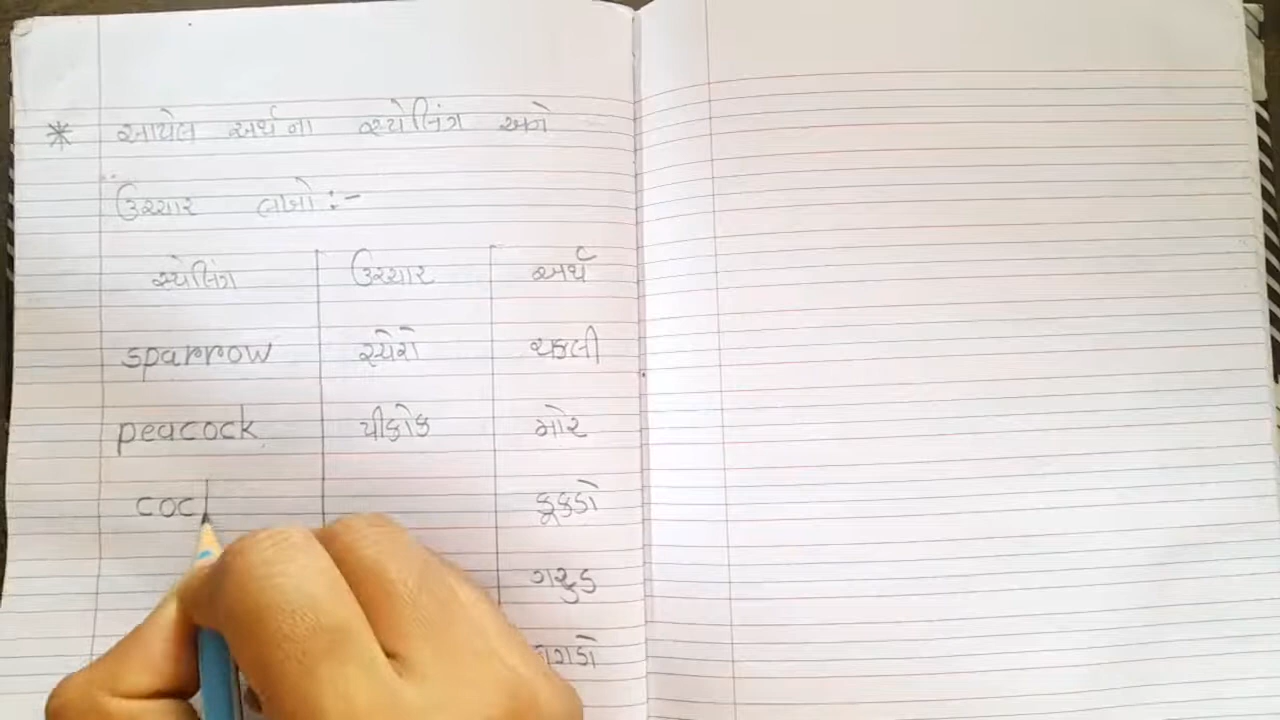 * આપેલ અર્થના સ્પેલિંગ અને
ઉચ્ચાર લખો :-
સ્પેલિંગ ઉચ્ચાર અર્થ
sparrow સ્પેરો ચકલી
peacock પીકોક મોર
coc કૂકડો
ગરુડ